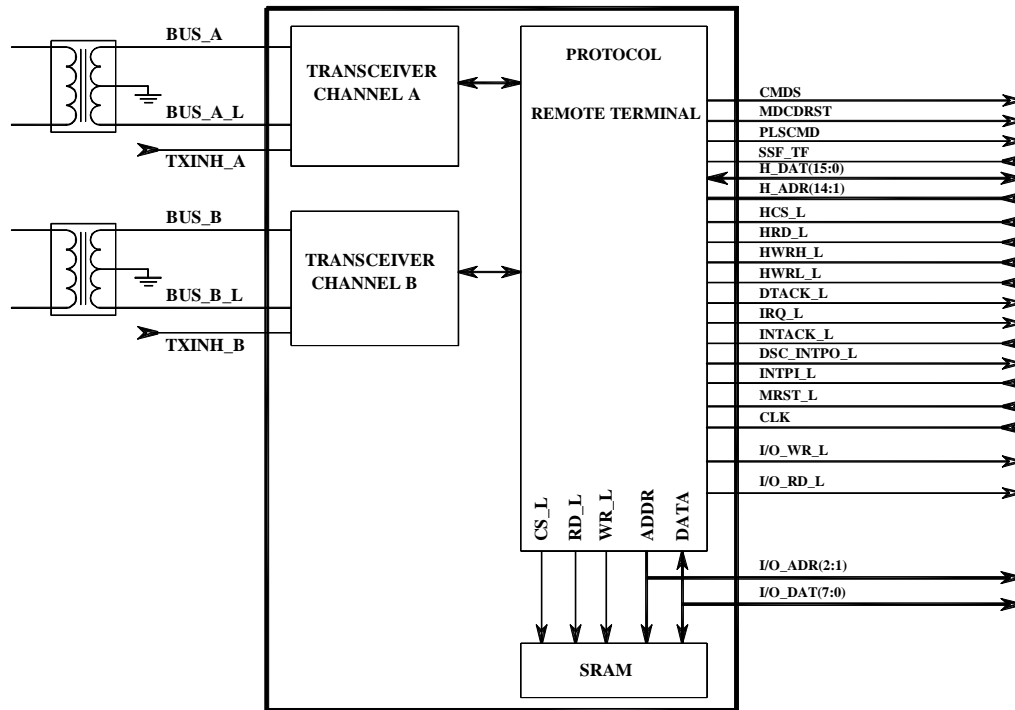 BUS_A
BUS_A_L
TXINH_A
TRANSCEIVER
CHANNEL A
BUS_B
BUS_B_L
TXINH_B
TRANSCEIVER
CHANNEL B
PROTOCOL
REMOTE TERMINAL
CMDS
MDCDRST
PLSCMD
SSF_TF
H_DAT(15:0)
H_ADR(14:1)
HCS_L
HRD_L
HWRH_L
HWRL_L
DTACK_L
IRQ_L
INTACK_L
DSC_INTPO_L
INTPI_L
MRST_L
CLK
I/O_WR_L
I/O_RD_L
CS_L
RD_L
WR_L
ADDR
DATA
I/O_ADR(2:1)
I/O_DAT(7:0)
SRAM